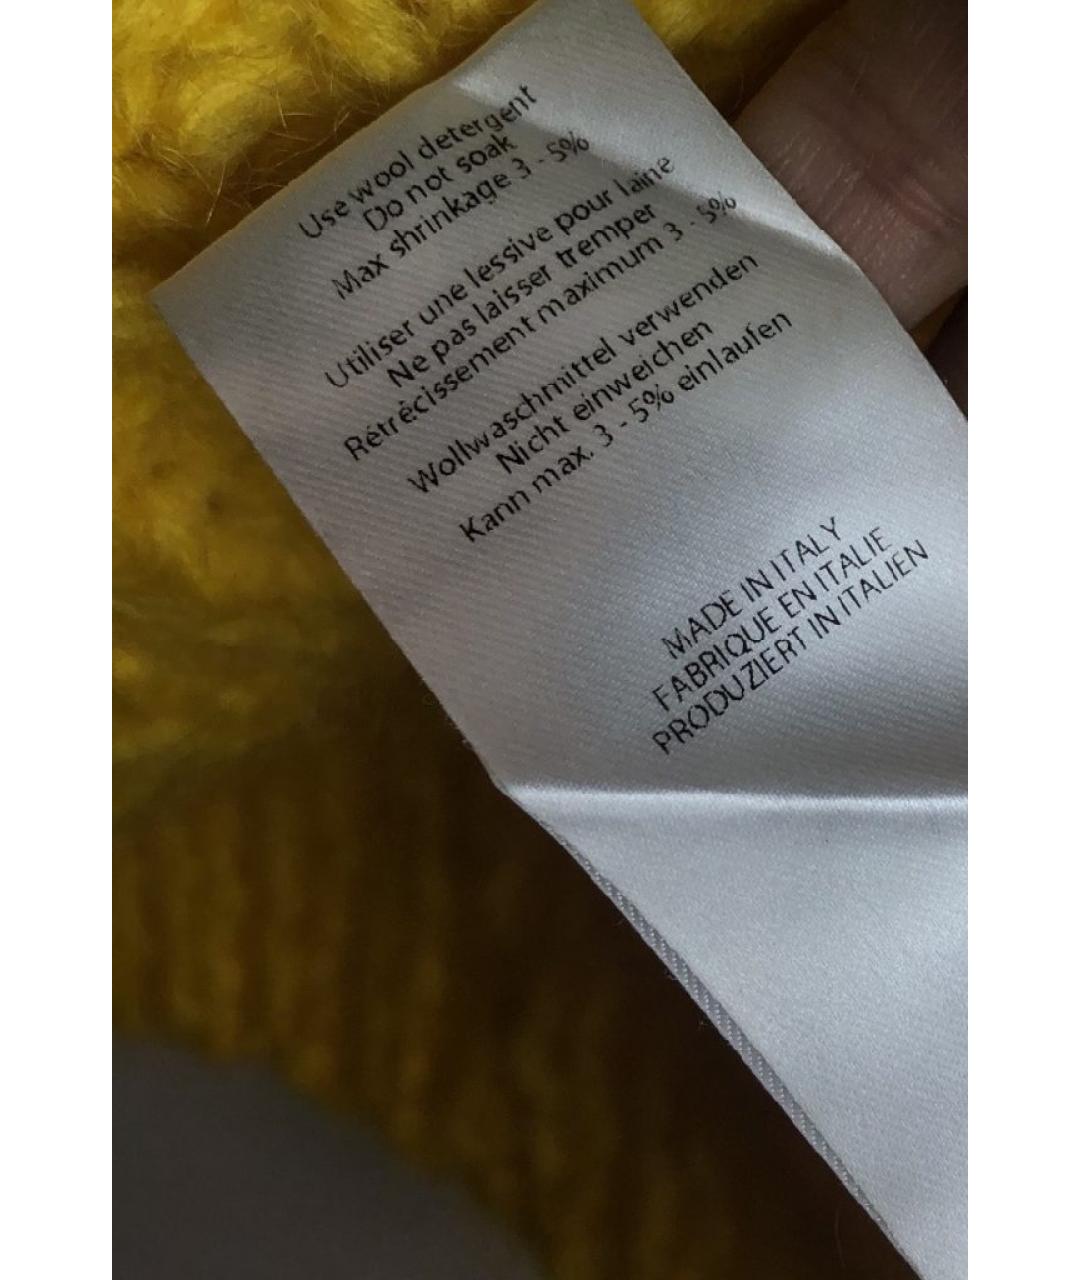 Use wool detergent
Do not soak
Max shrinkage 3 - 5%
Utiliser une lessive pour laine
Ne pas laisser tremper
Rétrécissement maximum 3 - 5%
Wollwaschmittel verwenden
Nicht einweichen
Kann max. 3 - 5% einlaufen
MADE IN ITALY
FABRIQUE EN ITALIE
PRODUZIERT IN ITALIEN